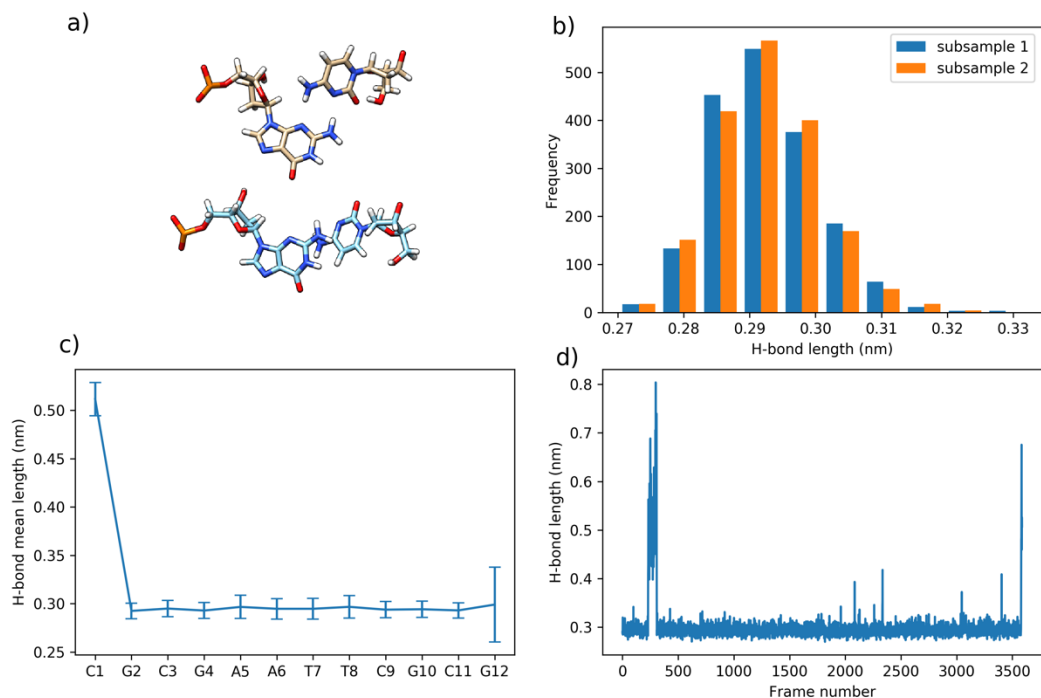 a)
b)
500
400
300
200
100
0
Frequency
subsample 1
subsample 2
0.27 0.28 0.29 0.30 0.31 0.32 0.33
H-bond length (nm)
c)
0.50
0.45
0.40
0.35
0.30
0.25
H-bond mean length (nm)
C1 G2 C3 G4 A5 A6 T7 T8 C9 G10 C11 G12
d)
0.8
0.7
0.6
0.5
0.4
0.3
H-bond length (nm)
0 500 1000 1500 2000 2500 3000 3500
Frame number